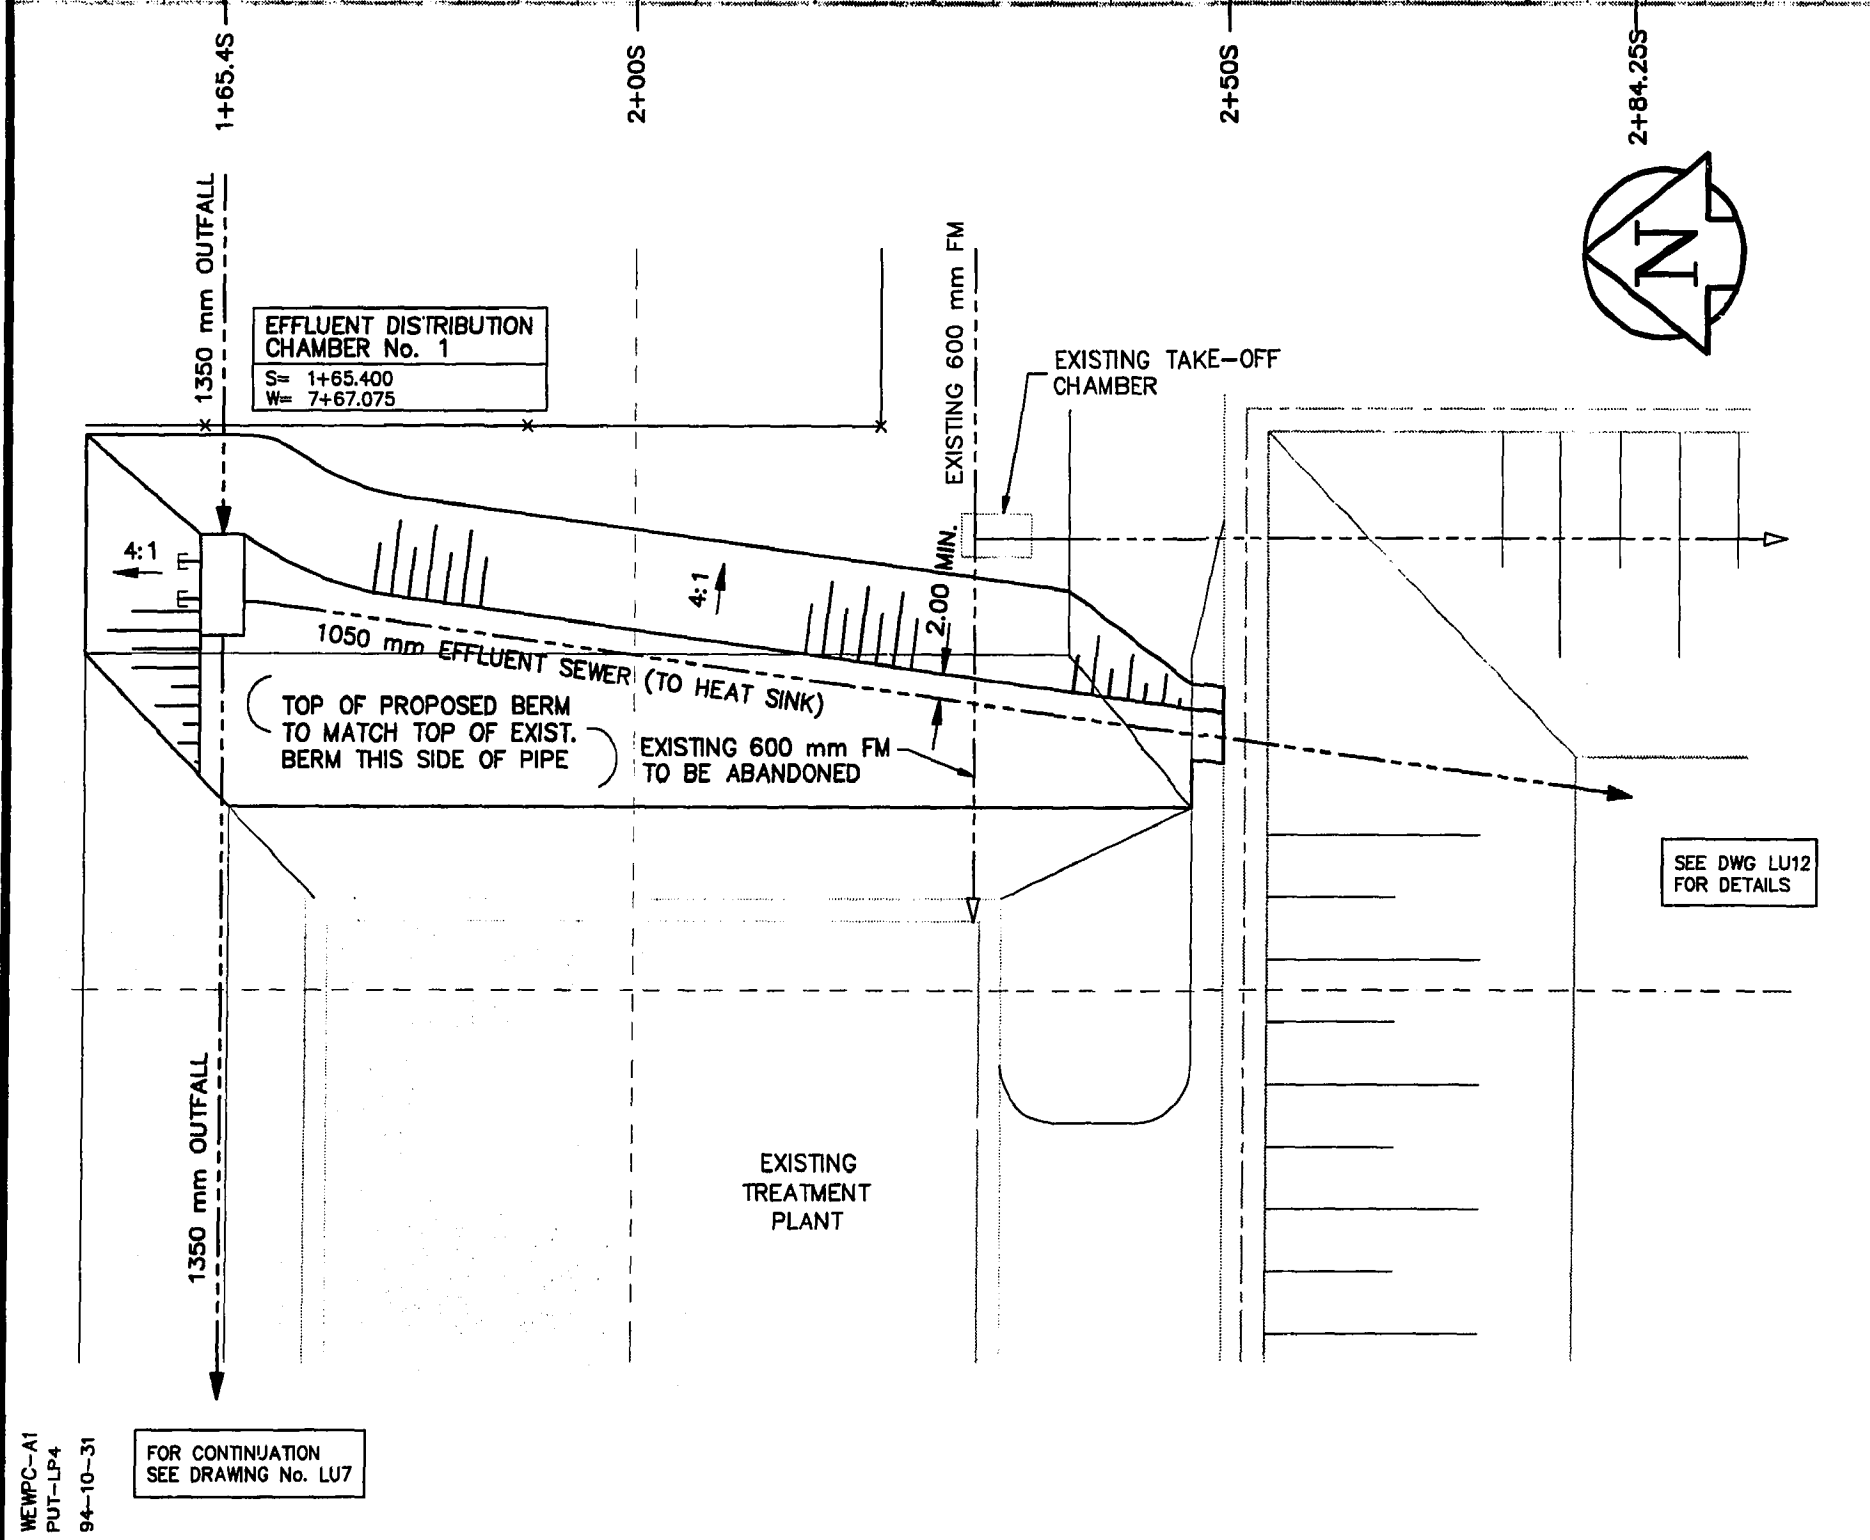 1+65.4S
2+00S
2+50S
2+84.25S
N
1350 mm OUTFALL
EFFLUENT DISTRIBUTION
CHAMBER No. 1
S= 1+65.400
W= 7+67.075
EXISTING 600 mm FM
EXISTING TAKE-OFF
CHAMBER
4:1
4:1
2.00 MIN.
1050 mm EFFLUENT SEWER (TO HEAT SINK)
TOP OF PROPOSED BERM
TO MATCH TOP OF EXIST.
BERM THIS SIDE OF PIPE
EXISTING 600 mm FM
TO BE ABANDONED
SEE DWG LU12
FOR DETAILS
1350 mm OUTFALL
EXISTING
TREATMENT
PLANT
FOR CONTINUATION
SEE DRAWING No. LU7
WEWPC-A1
PUT-LP4
94-10-31